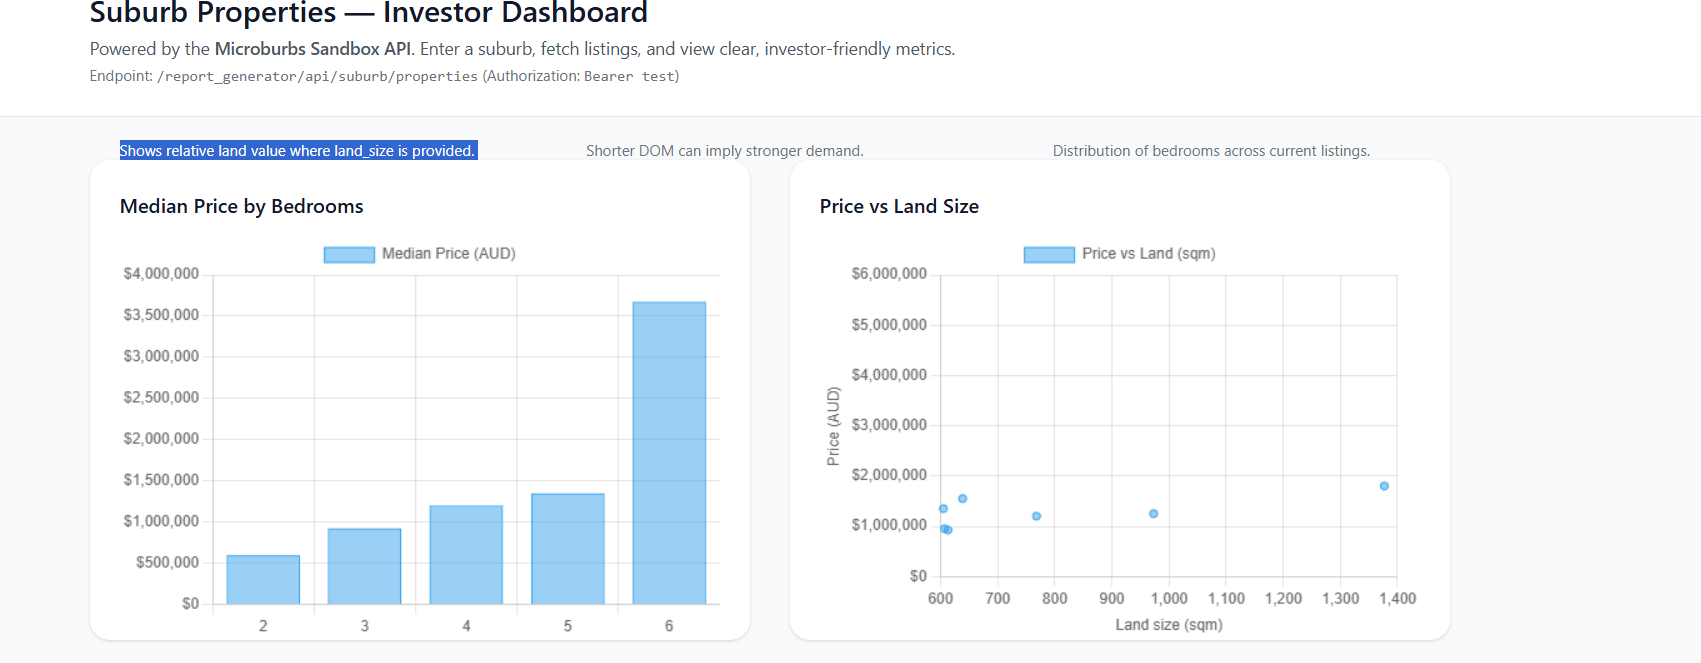 Suburb Properties — Investor Dashboard
Powered by the Microburbs Sandbox API. Enter a suburb, fetch listings, and view clear, investor-friendly metrics.
Endpoint: /report_generator/api/suburb/properties (Authorization: Bearer test)
Shows relative land value where land_size is provided.
Shorter DOM can imply stronger demand.
Distribution of bedrooms across current listings.
Median Price by Bedrooms
Median Price (AUD)
$4,000,000
$3,500,000
$3,000,000
$2,500,000
$2,000,000
$1,500,000
$1,000,000
$500,000
$0
2 3 4 5 6
Price vs Land Size
Price vs Land (sqm)
Price (AUD)
$6,000,000
$5,000,000
$4,000,000
$3,000,000
$2,000,000
$1,000,000
$0
600 700 800 900 1,000 1,100 1,200 1,300 1,400
Land size (sqm)